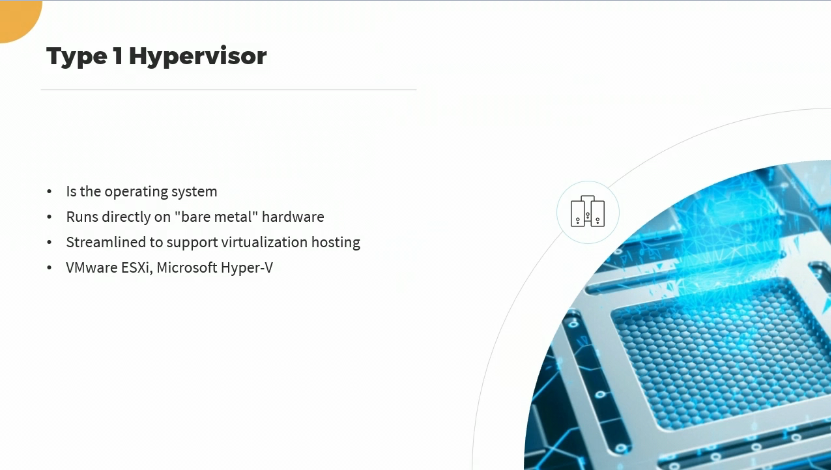 Type 1 Hypervisor
• Is the operating system
• Runs directly on "bare metal" hardware
• Streamlined to support virtualization hosting
• VMware ESXi, Microsoft Hyper-V